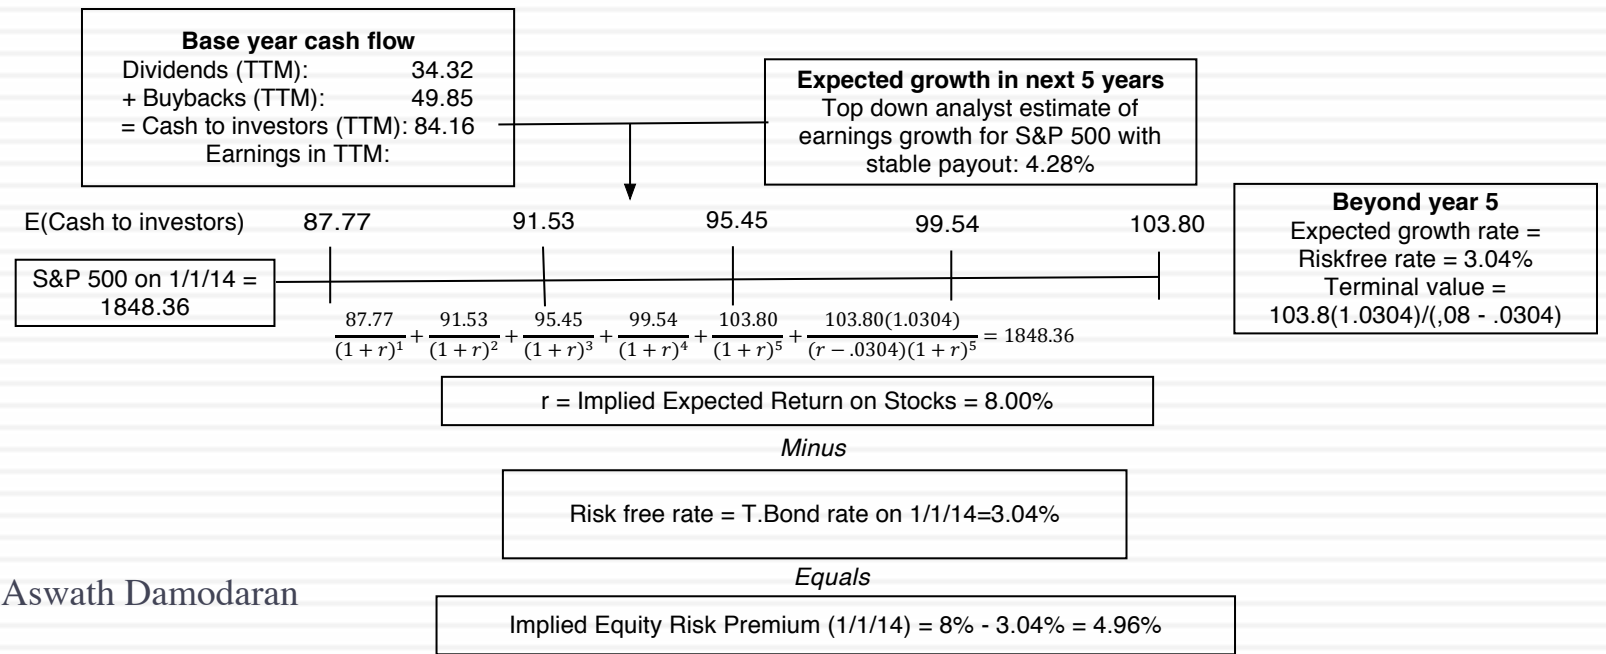 Base year cash flow
Dividends (TTM): 34.32
+ Buybacks (TTM): 49.85
= Cash to investors (TTM): 84.16
Earnings in TTM:
Expected growth in next 5 years
Top down analyst estimate of
earnings growth for S&P 500 with
stable payout: 4.28%
E(Cash to investors) 87.77 91.53 95.45 99.54 103.80
Beyond year 5
Expected growth rate =
Riskfree rate = 3.04%
Terminal value =
103.8(1.0304)/(,08 - .0304)
S&P 500 on 1/1/14 =
1848.36
87.77/(1 + r)^1 + 91.53/(1 + r)^2 + 95.45/(1 + r)^3 + 99.54/(1 + r)^4 + 103.80/(1 + r)^5 + 103.80(1.0304)/(r − .0304)(1 + r)^5 = 1848.36
r = Implied Expected Return on Stocks = 8.00%
Minus
Risk free rate = T.Bond rate on 1/1/14=3.04%
Equals
Aswath Damodaran
Implied Equity Risk Premium (1/1/14) = 8% - 3.04% = 4.96%